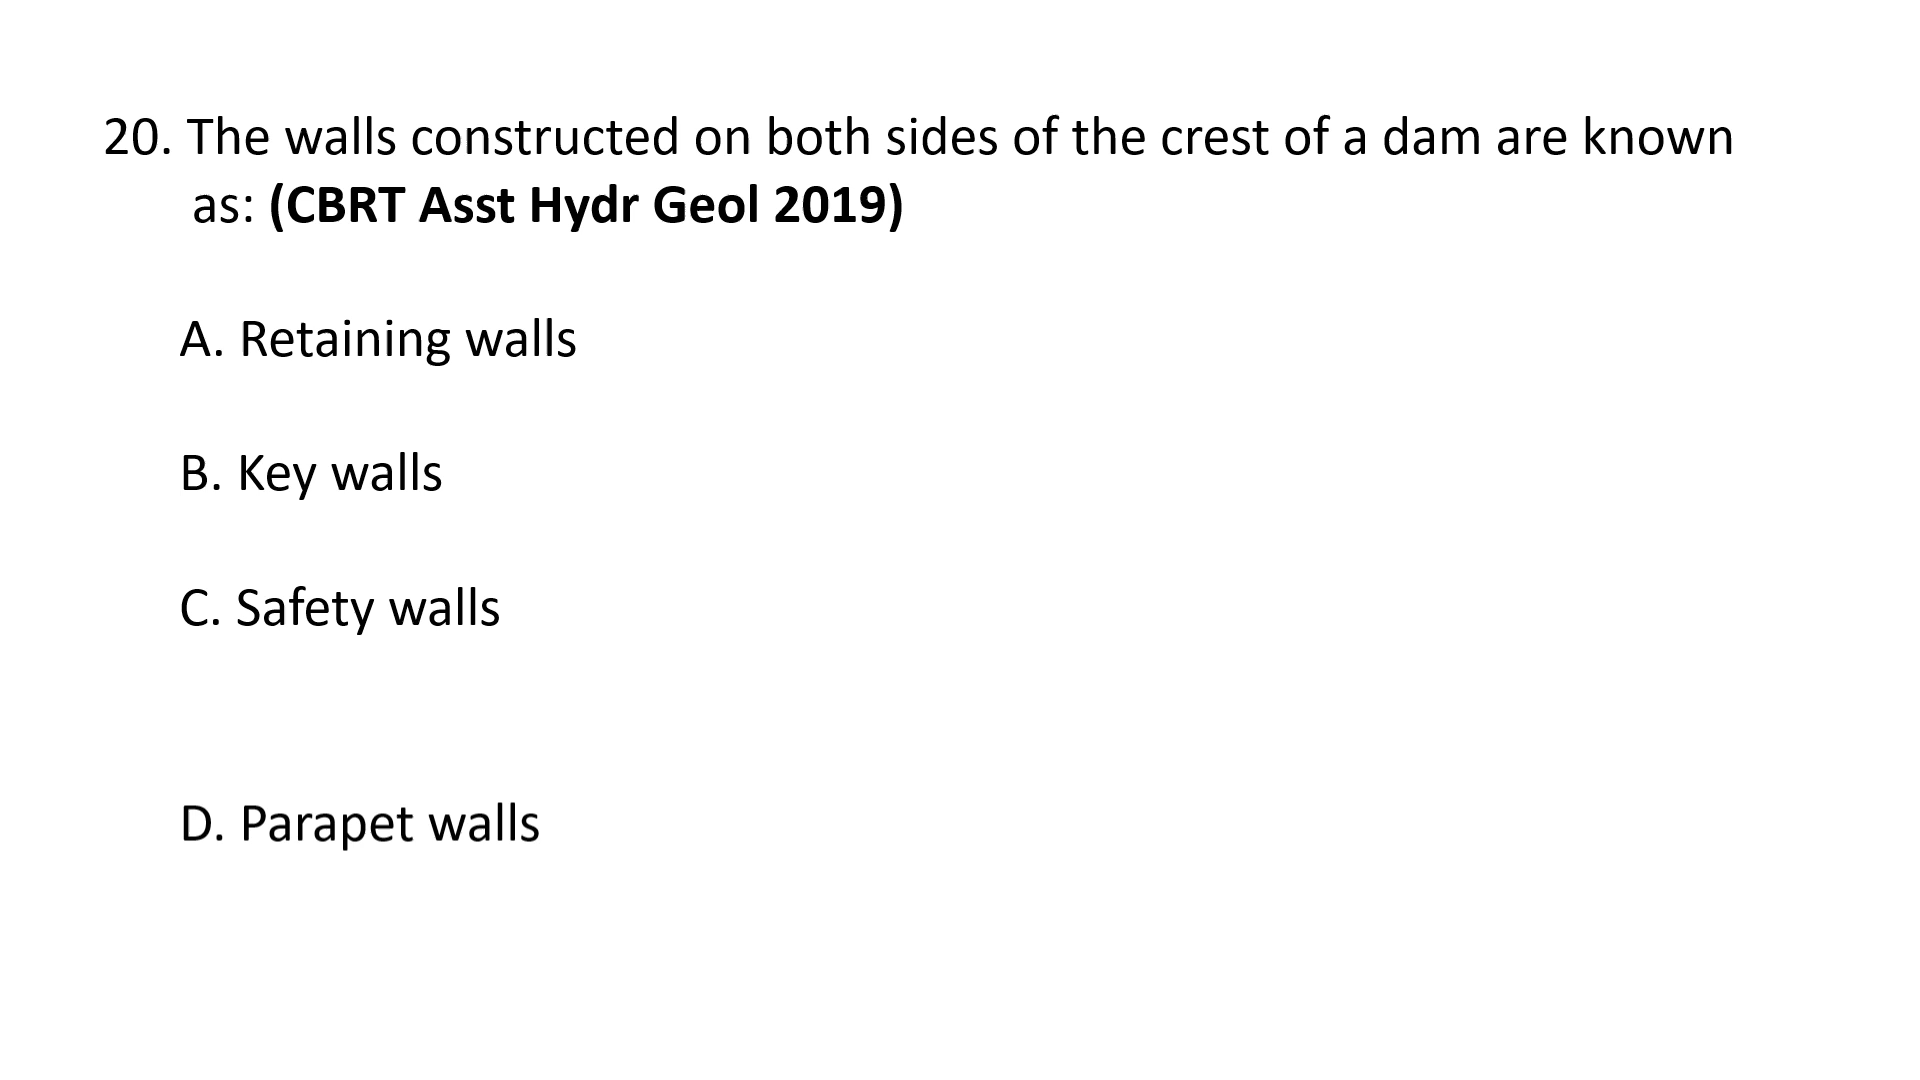 20. The walls constructed on both sides of the crest of a dam are known
as: (CBRT Asst Hydr Geol 2019)
A. Retaining walls
B. Key walls
C. Safety walls
D. Parapet walls